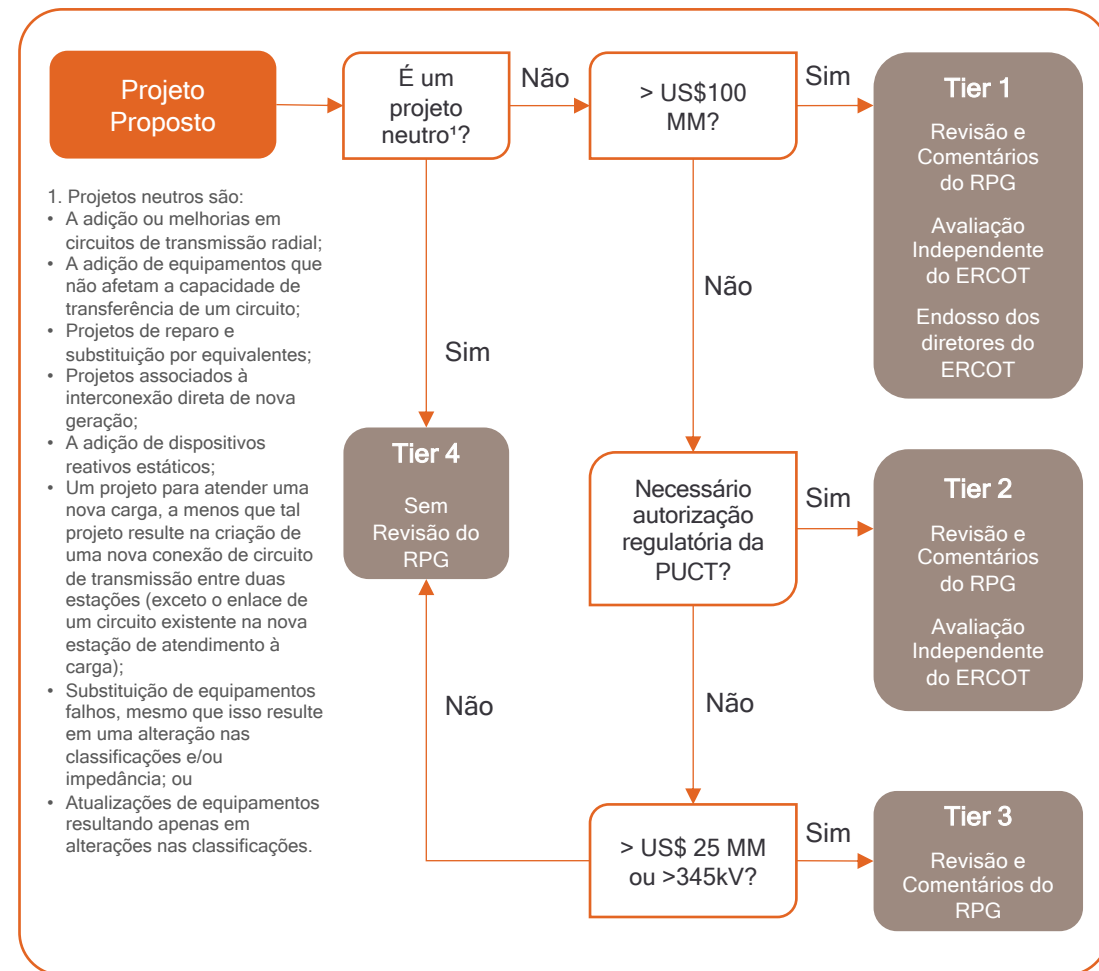 Projeto
Proposto
É um
projeto
neutro¹?
Não
> US$100
MM?
Sim
Tier 1
Revisão e
Comentários
do RPG
Avaliação
Independente
do ERCOT
Endosso dos
diretores do
ERCOT
1. Projetos neutros são:
• A adição ou melhorias em
circuitos de transmissão radial;
• A adição de equipamentos que
não afetam a capacidade de
transferência de um circuito;
• Projetos de reparo e
substituição por equivalentes;
• Projetos associados à
interconexão direta de nova
geração;
• A adição de dispositivos
reativos estáticos;
• Um projeto para atender uma
nova carga, a menos que tal
projeto resulte na criação de
uma nova conexão de circuito
de transmissão entre duas
estações (exceto o enlace de
um circuito existente na nova
estação de atendimento à
carga);
• Substituição de equipamentos
falhos, mesmo que isso resulte
em uma alteração nas
classificações e/ou
impedância; ou
• Atualizações de equipamentos
resultando apenas em
alterações nas classificações.
Sim
Não
Tier 4
Sem
Revisão do
RPG
Necessário
autorização
regulatória da
PUCT?
Sim
Tier 2
Revisão e
Comentários
do RPG
Avaliação
Independente
do ERCOT
Não
Não
> US$ 25 MM
ou >345kV?
Sim
Tier 3
Revisão e
Comentários do
RPG